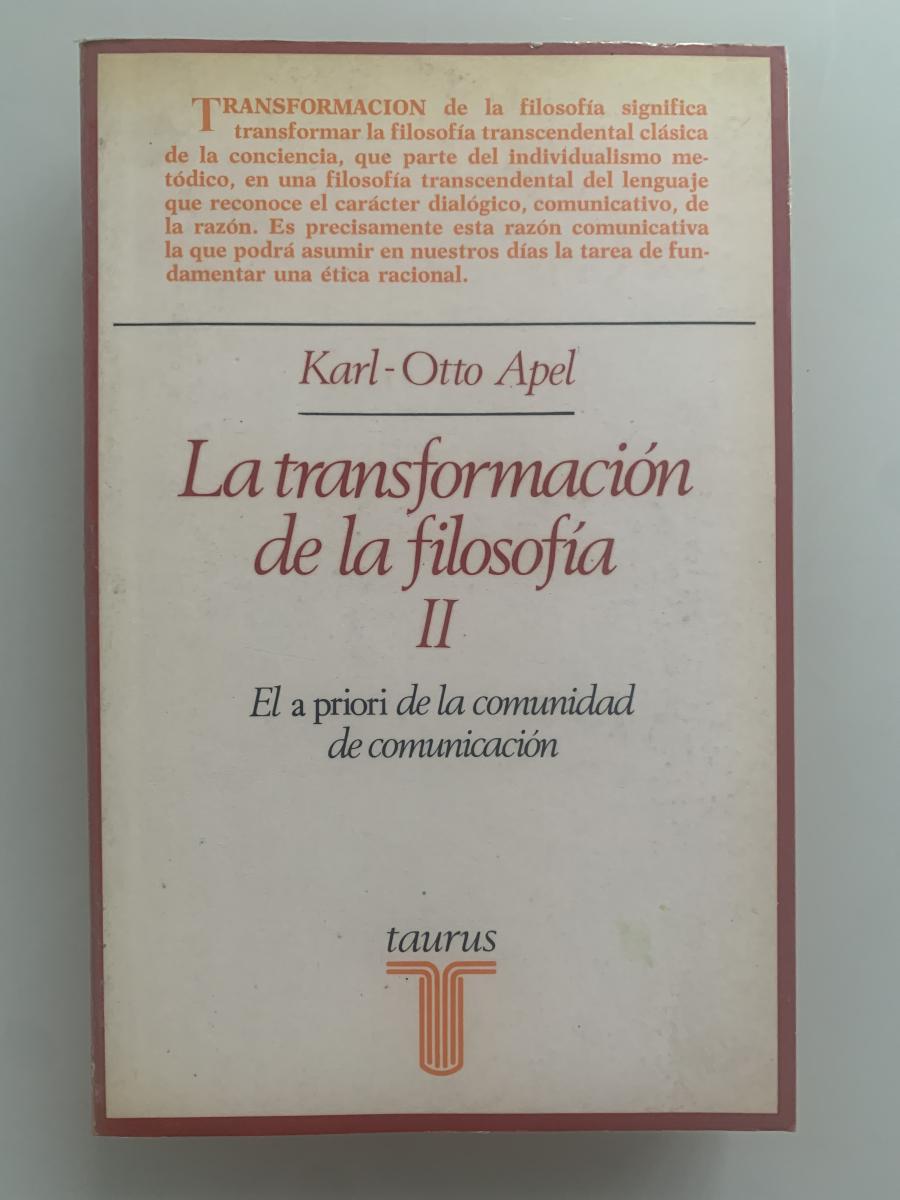 TRANSFORMACION de la filosofía significa
transformar la filosofía transcendental clásica
de la conciencia, que parte del individualismo me-
tódico, en una filosofía transcendental del lenguaje
que reconoce el carácter dialógico, comunicativo, de
la razón. Es precisamente esta razón comunicativa
la que podrá asumir en nuestros días la tarea de fun-
damentar una ética racional.
Karl-Otto Apel
La transformación
de la filosofía
II
El a priori de la comunidad
de comunicación
taurus